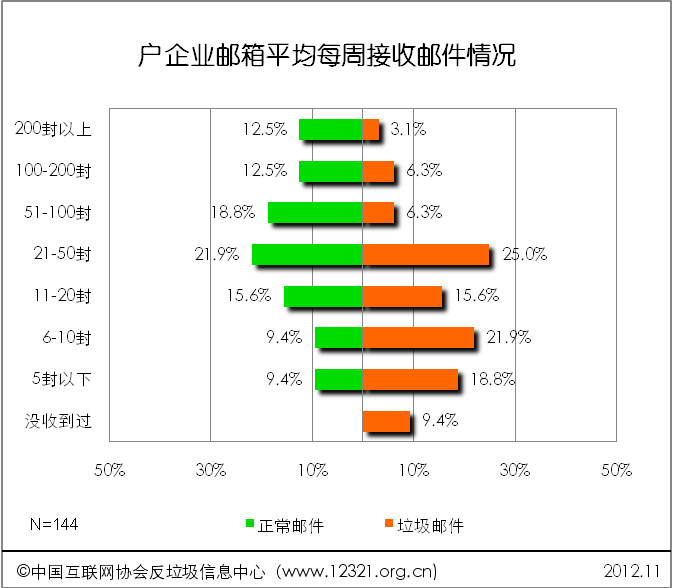 户企业邮箱平均每周接收邮件情况
200封以上 12.5% 3.1%
100-200封 12.5% 6.3%
51-100封 18.8% 6.3%
21-50封 21.9% 25.0%
11-20封 15.6% 15.6%
6-10封 9.4% 21.9%
5封以下 9.4% 18.8%
没收到过 9.4%
50% 30% 10% 10% 30% 50%
N=144 正常邮件 垃圾邮件
©中国互联网协会反垃圾信息中心（www.12321.org.cn) 2012.11